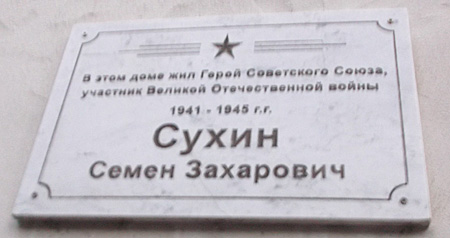 В этом доме жил Герой Советского Союза,
участник Великой Отечественной войны
1941 - 1945 г.г.
Сухин
Семен Захарович